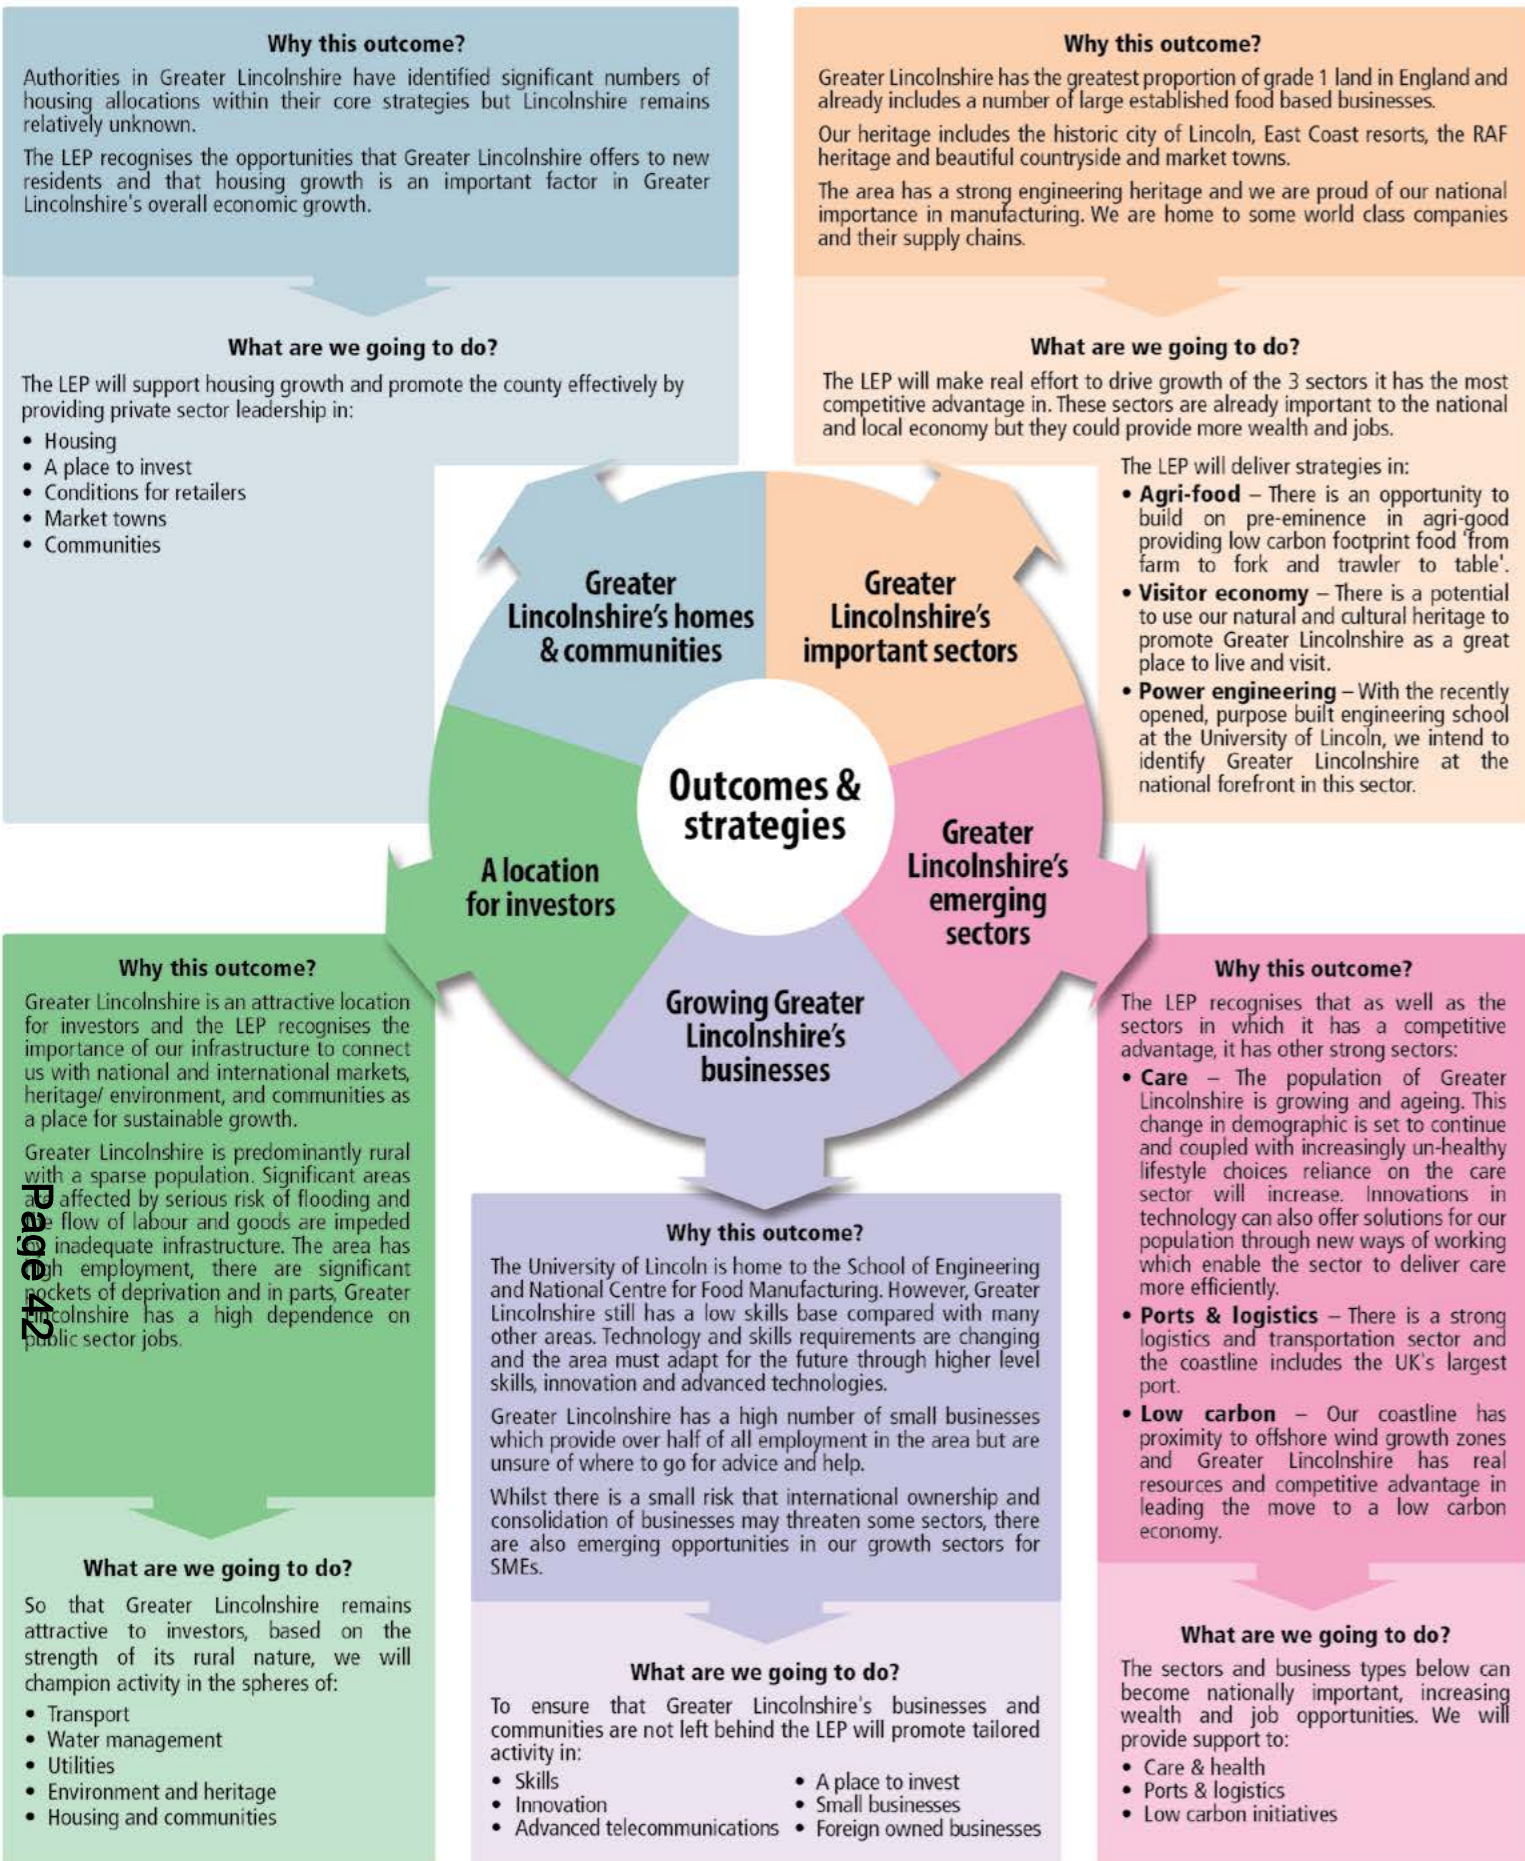 Why this outcome?
Authorities in Greater Lincolnshire have identified significant numbers of
housing allocations within their core strategies but Lincolnshire remains
relatively unknown.
The LEP recognises the opportunities that Greater Lincolnshire offers to new
residents and that housing growth is an important factor in Greater
Lincolnshire's overall economic growth.
What are we going to do?
The LEP will support housing growth and promote the county effectively by
providing private sector leadership in:
• Housing
• A place to invest
• Conditions for retailers
• Market towns
• Communities
Why this outcome?
Greater Lincolnshire has the greatest proportion of grade 1 land in England and
already includes a number of large established food based businesses.
Our heritage includes the historic city of Lincoln, East Coast resorts, the RAF
heritage and beautiful countryside and market towns.
The area has a strong engineering heritage and we are proud of our national
importance in manufacturing. We are home to some world class companies
and their supply chains.
What are we going to do?
The LEP will make real effort to drive growth of the 3 sectors it has the most
competitive advantage in. These sectors are already important to the national
and local economy but they could provide more wealth and jobs.
The LEP will deliver strategies in:
• Agri-food – There is an opportunity to
build on pre-eminence in agri-good
providing low carbon footprint food 'from
farm to fork and trawler to table'.
• Visitor economy – There is a potential
to use our natural and cultural heritage to
promote Greater Lincolnshire as a great
place to live and visit.
• Power engineering – With the recently
opened, purpose built engineering school
at the University of Lincoln, we intend to
identify Greater Lincolnshire at the
national forefront in this sector.
Greater
Lincolnshire's homes
& communities
Greater
Lincolnshire's
important sectors
Outcomes &
strategies
A location
for investors
Greater
Lincolnshire's
emerging
sectors
Growing Greater
Lincolnshire's
businesses
Why this outcome?
Greater Lincolnshire is an attractive location
for investors and the LEP recognises the
importance of our infrastructure to connect
us with national and international markets,
heritage/ environment, and communities as
a place for sustainable growth.
Greater Lincolnshire is predominantly rural
with a sparse population. Significant areas
are affected by serious risk of flooding and
the flow of labour and goods are impeded
by inadequate infrastructure. The area has
high employment, there are significant
pockets of deprivation and in parts, Greater
Lincolnshire has a high dependence on
public sector jobs.
Page 42
What are we going to do?
So that Greater Lincolnshire remains
attractive to investors, based on the
strength of its rural nature, we will
champion activity in the spheres of:
• Transport
• Water management
• Utilities
• Environment and heritage
• Housing and communities
Why this outcome?
The University of Lincoln is home to the School of Engineering
and National Centre for Food Manufacturing. However, Greater
Lincolnshire still has a low skills base compared with many
other areas. Technology and skills requirements are changing
and the area must adapt for the future through higher level
skills, innovation and advanced technologies.
Greater Lincolnshire has a high number of small businesses
which provide over half of all employment in the area but are
unsure of where to go for advice and help.
Whilst there is a small risk that international ownership and
consolidation of businesses may threaten some sectors, there
are also emerging opportunities in our growth sectors for
SMEs.
What are we going to do?
To ensure that Greater Lincolnshire's businesses and
communities are not left behind the LEP will promote tailored
activity in:
• Skills
• Innovation
• Advanced telecommunications
• A place to invest
• Small businesses
• Foreign owned businesses
Why this outcome?
The LEP recognises that as well as the
sectors in which it has a competitive
advantage, it has other strong sectors:
• Care – The population of Greater
Lincolnshire is growing and ageing. This
change in demographic is set to continue
and coupled with increasingly un-healthy
lifestyle choices reliance on the care
sector will increase. Innovations in
technology can also offer solutions for our
population through new ways of working
which enable the sector to deliver care
more efficiently.
• Ports & logistics – There is a strong
logistics and transportation sector and
the coastline includes the UK's largest
port.
• Low carbon – Our coastline has
proximity to offshore wind growth zones
and Greater Lincolnshire has real
resources and competitive advantage in
leading the move to a low carbon
economy.
What are we going to do?
The sectors and business types below can
become nationally important, increasing
wealth and job opportunities. We will
provide support to:
• Care & health
• Ports & logistics
• Low carbon initiatives